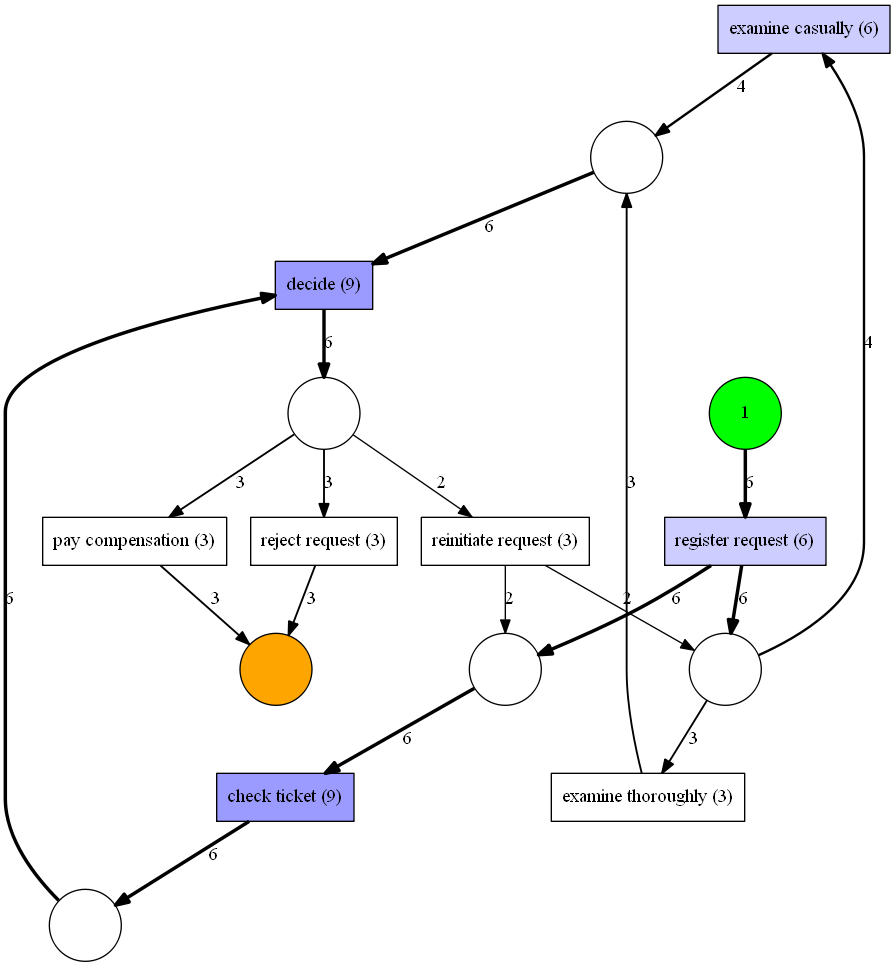 examine casually (6)
4
6
decide (9)
6
4
1
3
3
2
3
6
pay compensation (3)
reject request (3)
reinitiate request (3)
register request (6)
6
3
3
2
2
6
6
6
3
check ticket (9)
examine thoroughly (3)
6